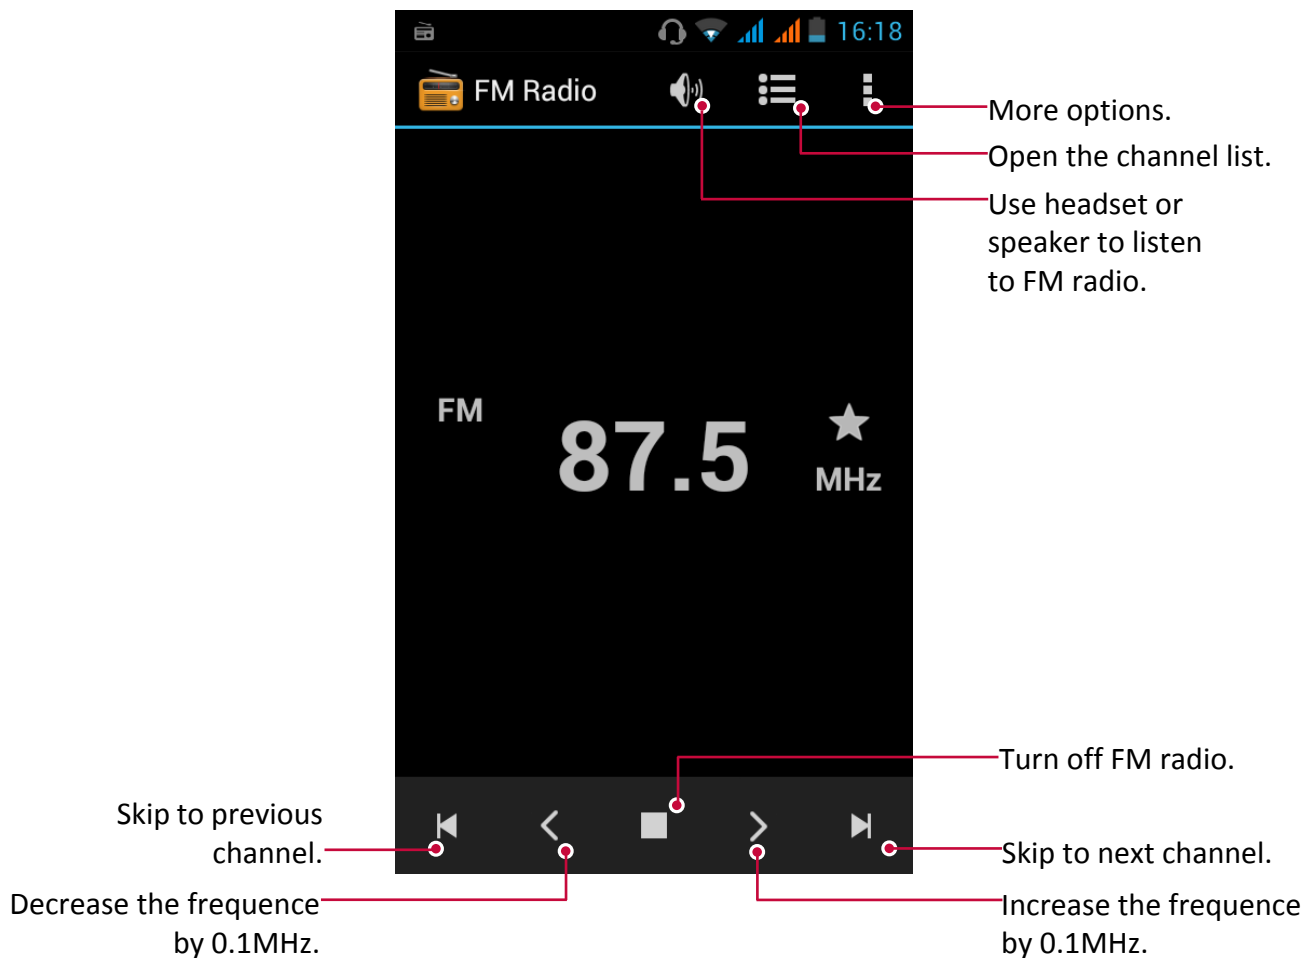 16:18
FM Radio
More options.
Open the channel list.
Use headset or
speaker to listen
to FM radio.
FM
87.5
MHz
Turn off FM radio.
Skip to previous
channel.
Skip to next channel.
Decrease the frequence
by 0.1MHz.
Increase the frequence
by 0.1MHz.